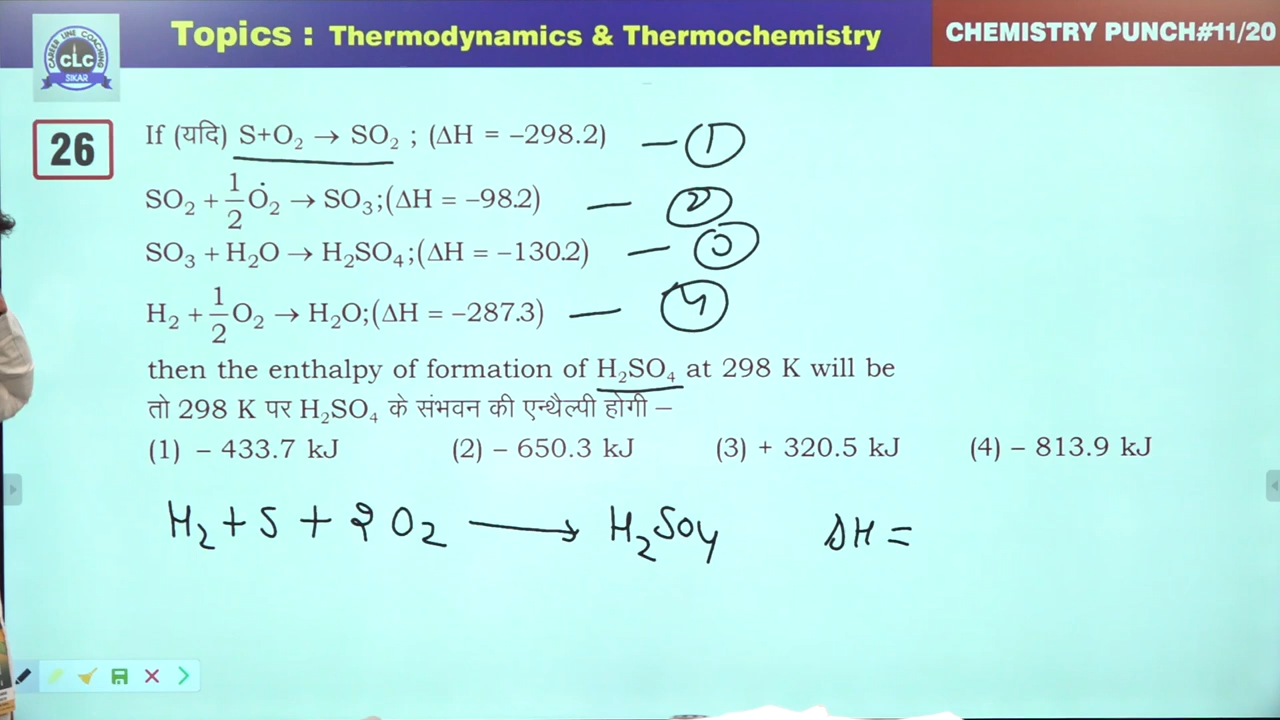 CAREER LINE COACHING
CLC
SIKAR
Topics : Thermodynamics & Thermochemistry
CHEMISTRY PUNCH#11/20
26
If (यदि) S+O₂ → SO₂ ; (ΔH = –298.2) — ①
SO₂ + 1/2 O₂ → SO₃;(ΔH = –98.2) — ②
SO₃ + H₂O → H₂SO₄;(ΔH = –130.2) — ③
H₂ + 1/2 O₂ → H₂O;(ΔH = –287.3) — ④
then the enthalpy of formation of H₂SO₄ at 298 K will be
तो 298 K पर H₂SO₄ के संभवन की एन्थैल्पी होगी –
(1) – 433.7 kJ (2) – 650.3 kJ (3) + 320.5 kJ (4) – 813.9 kJ
H₂ + S + 2 O₂ → H₂SO₄ ΔH =